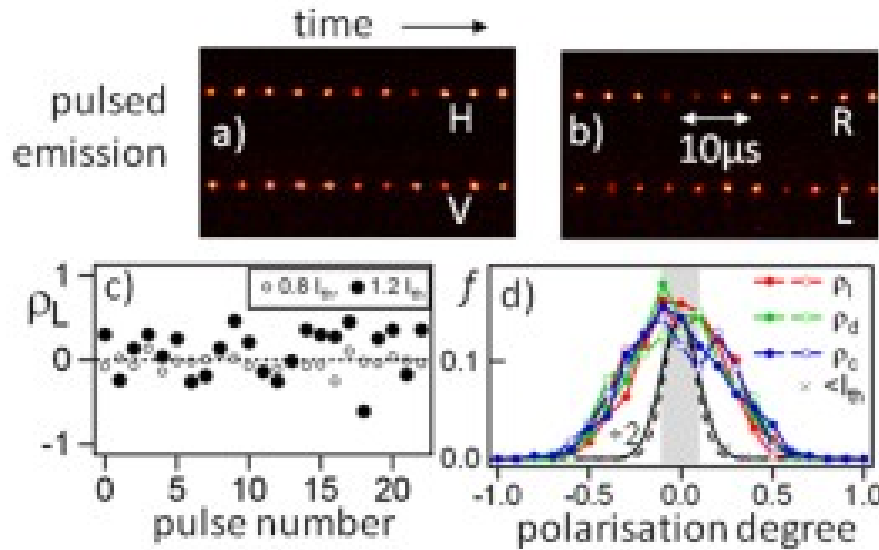 time
pulsed
emission
a)
H
V
b)
R
10µs
L
c)
1
0
-1
ρL
0.8 Ith
1.2 Ith
0 5 10 15 20
pulse number
d)
f
0.1
0.0
÷2
ρl
ρd
ρc
<Ith
-1.0 -0.5 0.0 0.5 1.0
polarisation degree